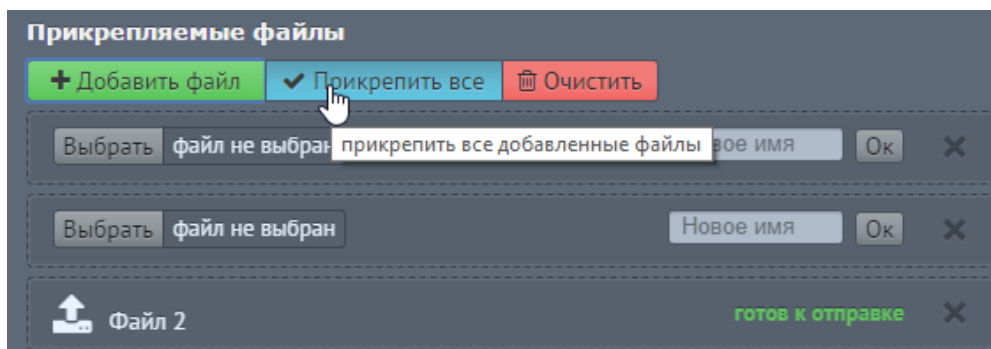 Прикрепляемые файлы
Добавить файл Прикрепить все Очистить
Выбрать файл не выбран прикрепить все добавленные файлы вое имя Ок
Выбрать файл не выбран Новое имя Ок
Файл 2 готов к отправке